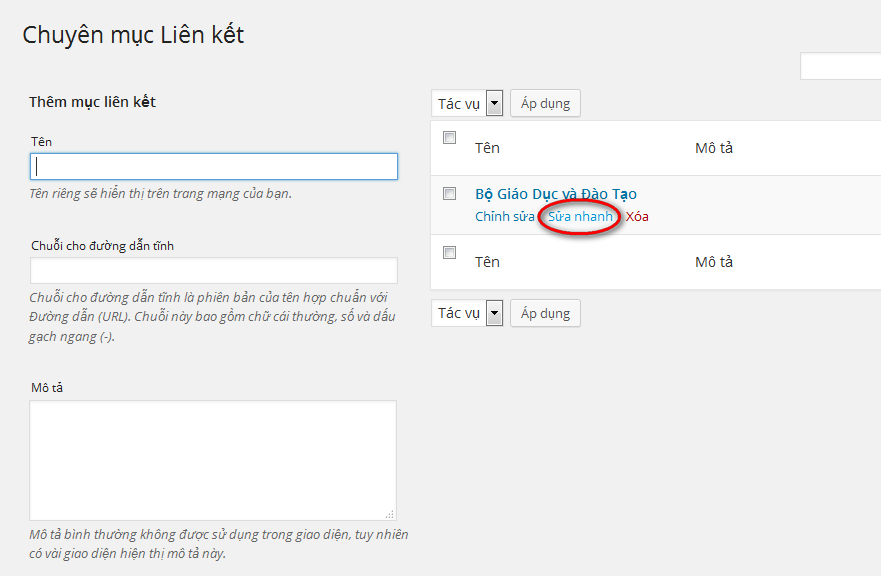 Chuyên mục Liên kết
Thêm mục liên kết
Tên
Tên riêng sẽ hiển thị trên trang mạng của bạn.
Chuỗi cho đường dẫn tĩnh
Chuỗi cho đường dẫn tĩnh là phiên bản của tên hợp chuẩn với
Đường dẫn (URL). Chuỗi này bao gồm chữ cái thường, số và dấu
gạch ngang (-).
Mô tả
Mô tả bình thường không được sử dụng trong giao diện, tuy nhiên
có vài giao diện hiện thị mô tả này.
Tác vụ Áp dụng
Tên Mô tả
Bộ Giáo Dục và Đào Tạo
Chỉnh sửa Sửa nhanh Xóa
Tên Mô tả
Tác vụ Áp dụng